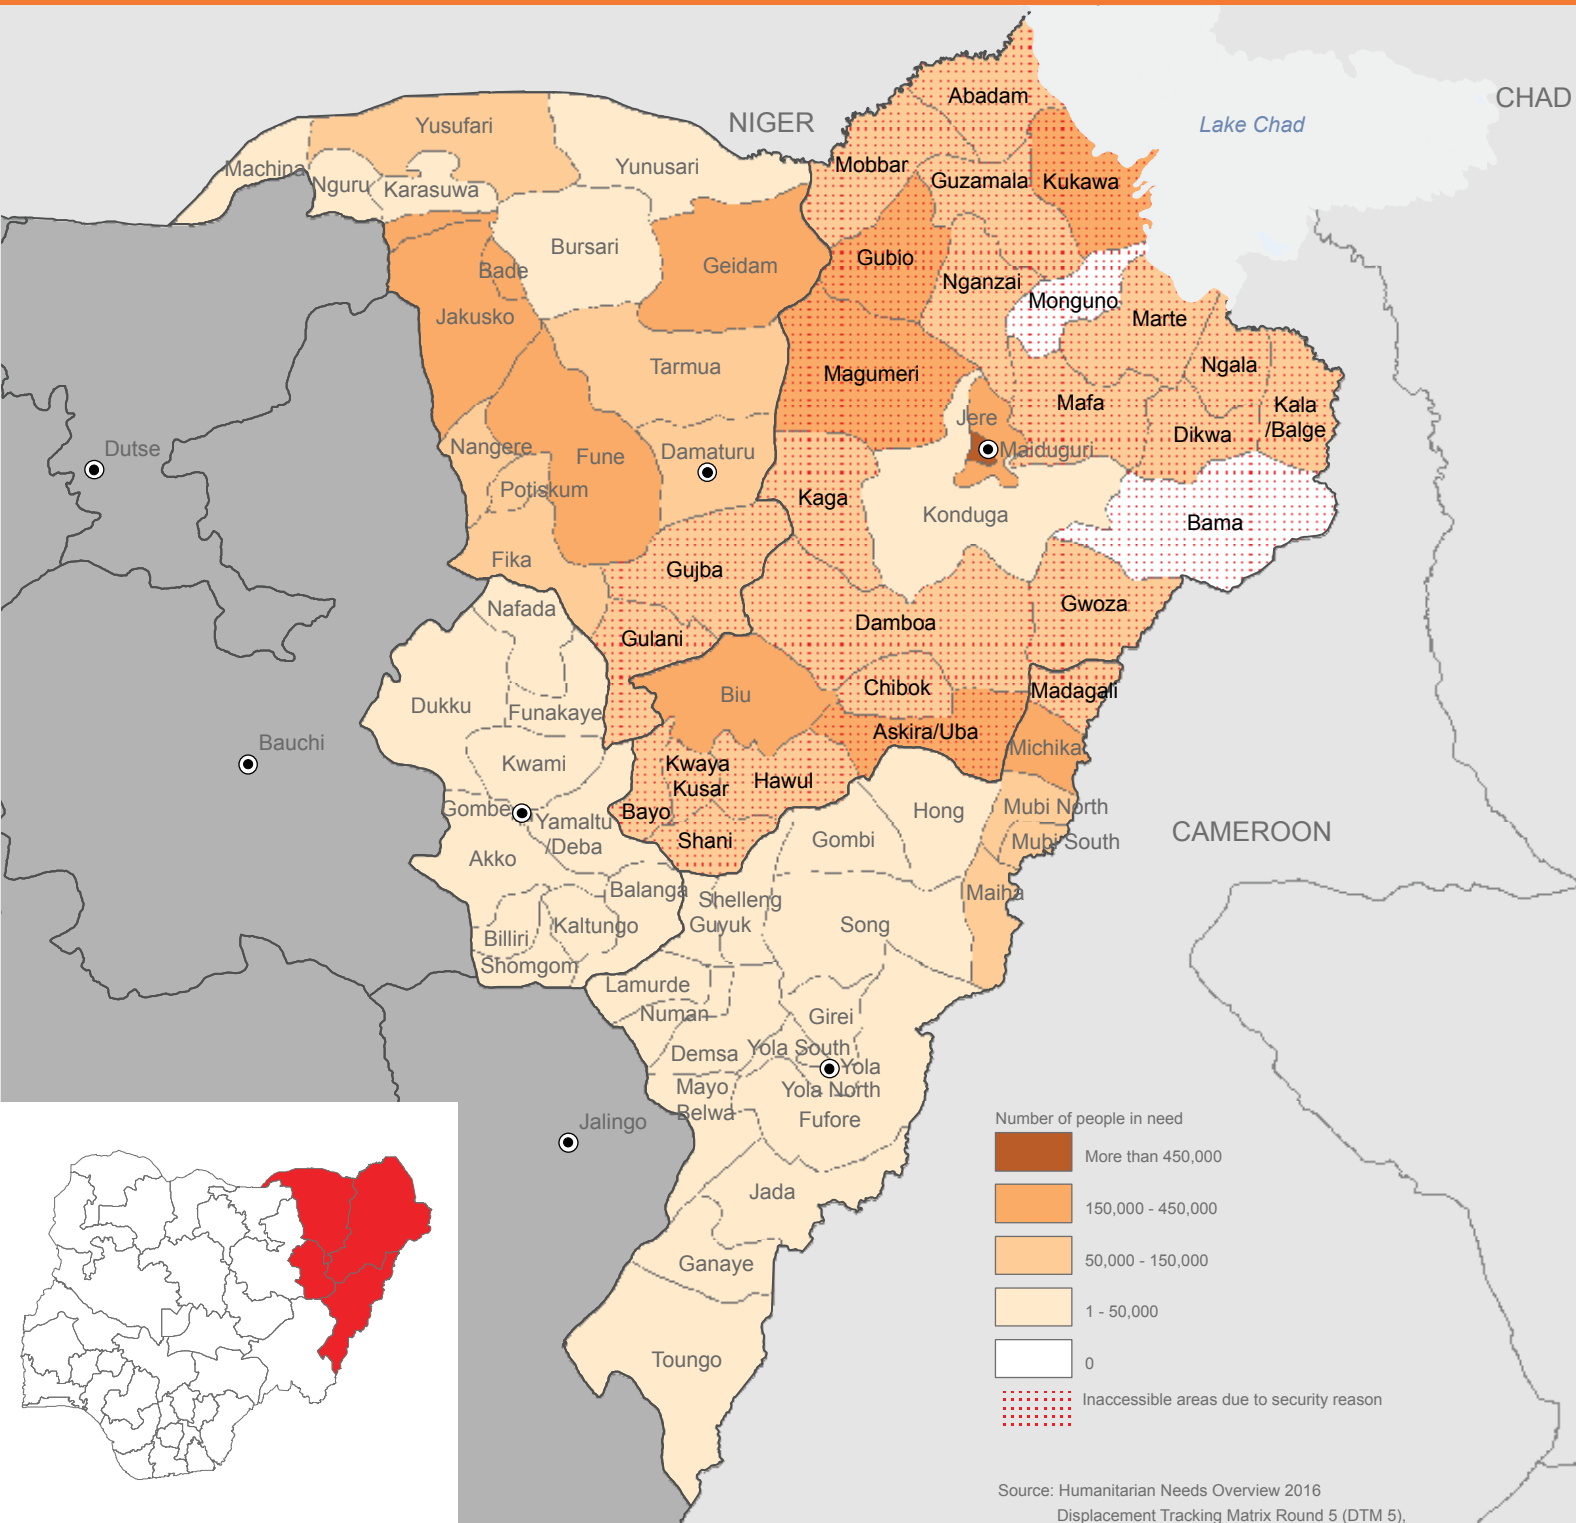 CHAD
Abadam
NIGER
Lake Chad
Yusufari
Machina
Yunusari
Mobbar
Nguru
Karasuwa
Guzamala
Kukawa
Bursari
Gubio
Geidam
Bade
Nganzai
Monguno
Jakusko
Marte
Tarmua
Magumeri
Ngala
Mafa
Kala
/Balge
Jere
Dikwa
Dutse
Nangere
Fune
Damaturu
Maiduguri
Potiskum
Kaga
Konduga
Bama
Fika
Gujba
Nafada
Gwoza
Gulani
Damboa
Dukku
Funakaye
Biu
Chibok
Madagali
Askira/Uba
Michika
Bauchi
Kwami
Kwaya
Kusar
Hawul
Gombe
Yamaltu
/Deba
Bayo
Hong
Mubi North
Akko
Shani
Gombi
Mubi South
CAMEROON
Balanga
Shelleng
Maiha
Billiri
Kaltungo
Guyuk
Song
Shomgom
Lamurde
Numan
Girei
Demsa
Yola South
Yola
Mayo
Belwa
Yola North
Fufore
Jalingo
Jada
Ganaye
Toungo
Number of people in need
More than 450,000
150,000 - 450,000
50,000 - 150,000
1 - 50,000
0
Inaccessible areas due to security reason
Source: Humanitarian Needs Overview 2016
Displacement Tracking Matrix Round 5 (DTM 5),